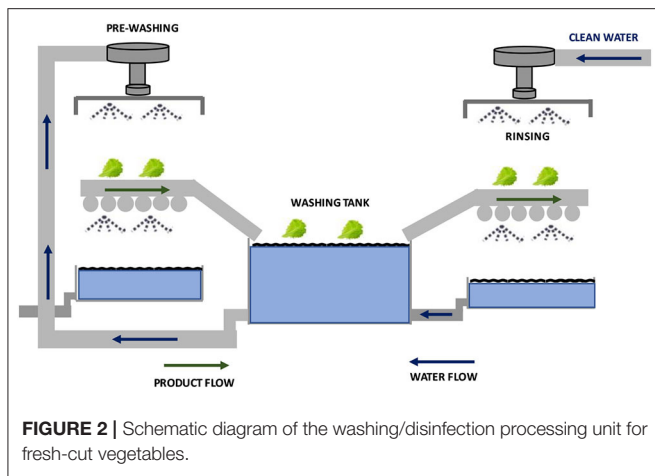 PRE-WASHING
CLEAN WATER
RINSING
WASHING TANK
PRODUCT FLOW
WATER FLOW
FIGURE 2 | Schematic diagram of the washing/disinfection processing unit for
fresh-cut vegetables.